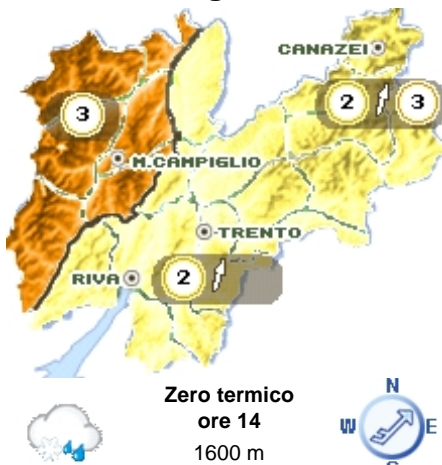 CANAZEI
2 3
3
M.CAMPIGLIO
TRENTO
RIVA
2
Zero termico
ore 14
1600 m
N
W E
S